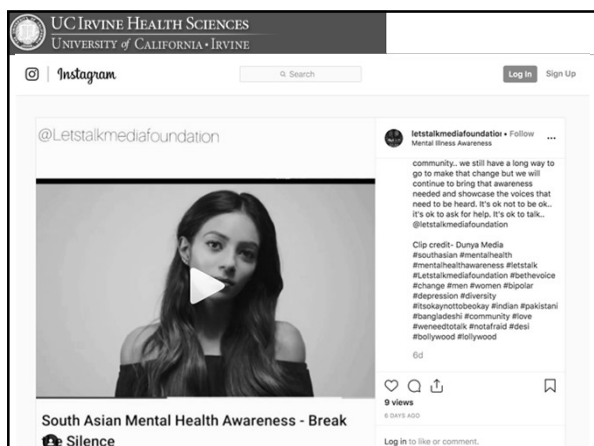 UC IRVINE HEALTH SCIENCES
UNIVERSITY of CALIFORNIA • IRVINE
Instagram
Search
Log In
Sign Up
@Letstalkmediafoundation
letstalkmediafoundation • Follow
Mental Illness Awareness
community.. we still have a long way to
go to make that change but we will
continue to bring that awareness
needed and showcase the voices that
need to be heard. It's ok not to be ok..
it's ok to ask for help. It's ok to talk..
@letstalkmediafoundation
Clip credit- Dunya Media
#southasian #mentalhealth
#mentalhealthawareness #letstalk
#Letstalkmediafoundation #bethevoice
#change #men #women #bipolar
#depression #diversity
#itsokaynottobeokay #indian #pakistani
#bangladeshi #community #love
#weneedtotalk #notafraid #desi
#bollywood #lollywood
6d
9 views
6 DAYS AGO
Log in to like or comment.
South Asian Mental Health Awareness - Break
e Silence